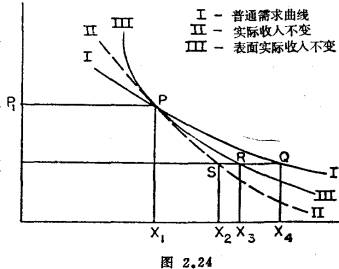 III
I - 普通需求曲线
II
II - 实际收入不变
I
III - 表面实际收入不变
P₁
P
S
R
Q
I
III
II
X₁
X₂
X₃
X₄
图 2.24